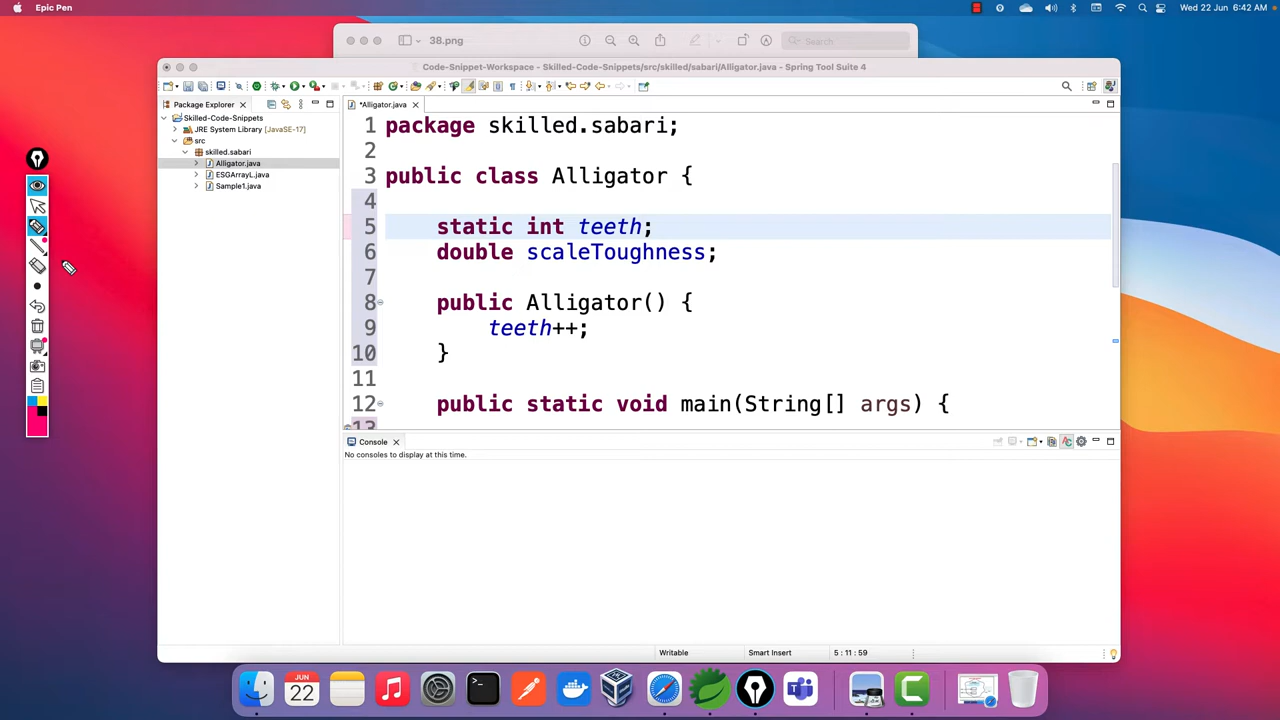 Epic Pen
Wed 22 Jun 6:42 AM
38.png
Search
Code-Snippet-Workspace - Skilled-Code-Snippets/src/skilled/sabari/Alligator.java - Spring Tool Suite 4
Package Explorer
*Alligator.java
Skilled-Code-Snippets
JRE System Library [JavaSE-17]
src
skilled.sabari
Alligator.java
ESGArrayL.java
Sample1.java
1 package skilled.sabari;
2
3 public class Alligator {
4
5 static int teeth;
6 double scaleToughness;
7
8 public Alligator() {
9 teeth++;
10 }
11
12 public static void main(String[] args) {
13
Console
No consoles to display at this time.
Writable
Smart Insert
5 : 11 : 59
JUN
22